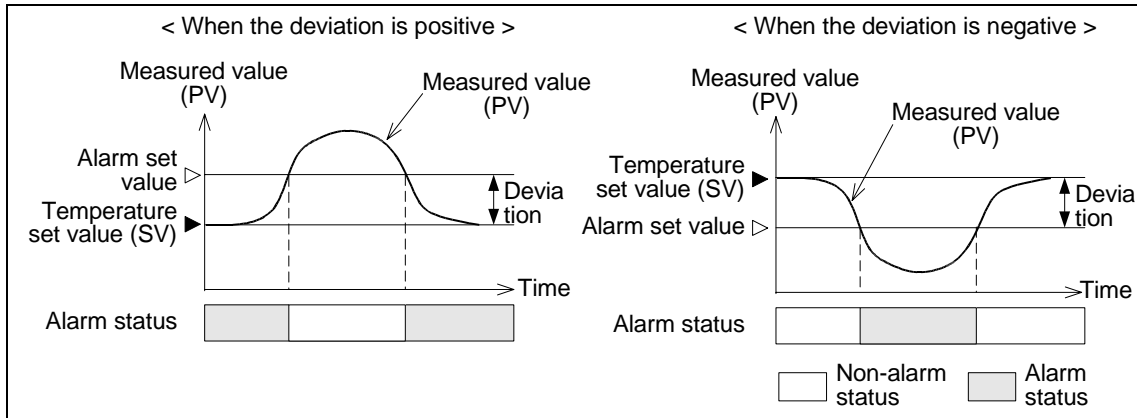 < When the deviation is positive >
Measured value
(PV)
Measured value
(PV)
Alarm set
value
Temperature
set value (SV)
Devia
tion
Time
Alarm status
< When the deviation is negative >
Measured value
(PV)
Measured value
(PV)
Temperature
set value (SV)
Alarm set value
Devia
tion
Time
Alarm status
Non-alarm
status
Alarm
status